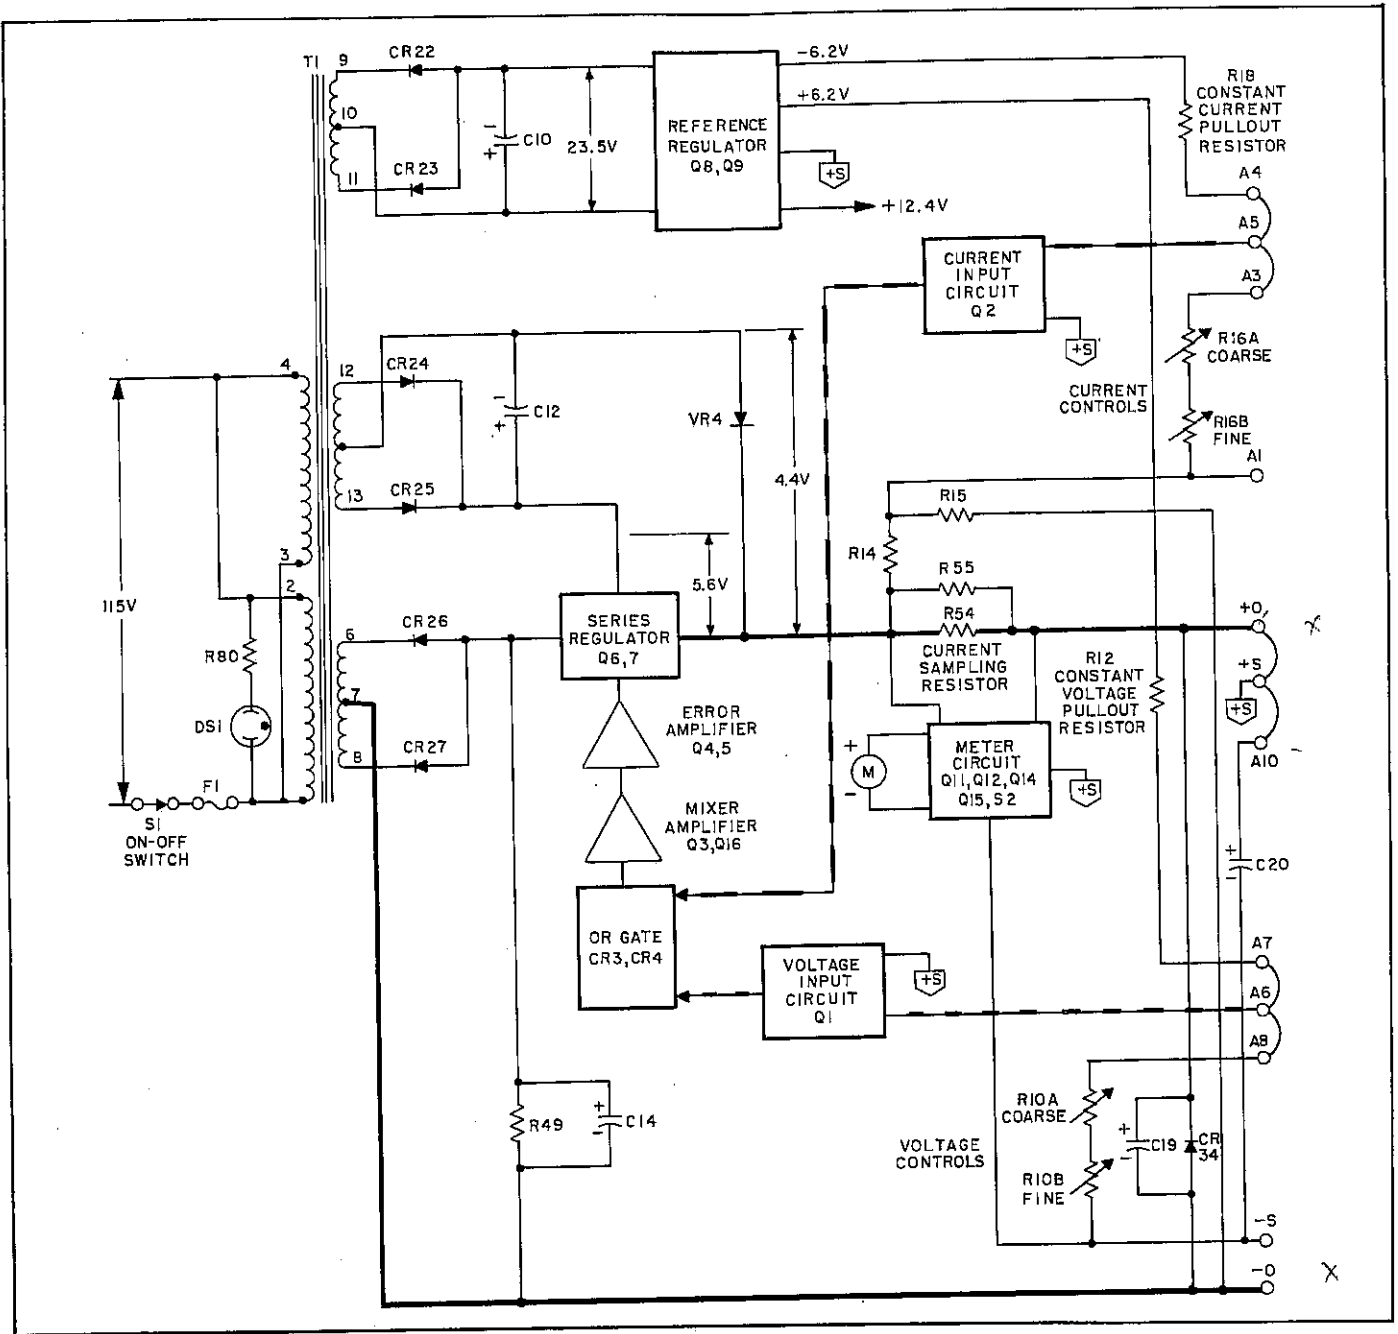 T1
9
CR22
10
11
CR23
−
+
C10
23.5V
REFERENCE
REGULATOR
Q8,Q9
-6.2V
+6.2V
+S
+12.4V
R18
CONSTANT
CURRENT
PULLOUT
RESISTOR
A4
A5
A3
CURRENT
INPUT
CIRCUIT
Q2
+S
R16A
COARSE
CURRENT
CONTROLS
R16B
FINE
A1
4
12
CR24
−
+
C12
VR4
4.4V
13
CR25
3
2
115V
5.6V
R15
R14
R55
R54
CURRENT
SAMPLING
RESISTOR
6
CR26
SERIES
REGULATOR
Q6,7
7
8
CR27
R80
DS1
F1
S1
ON-OFF
SWITCH
ERROR
AMPLIFIER
Q4,5
MIXER
AMPLIFIER
Q3,Q16
OR GATE
CR3,CR4
+
M
−
METER
CIRCUIT
Q11,Q12,Q14
Q15,S2
+S
R12
CONSTANT
VOLTAGE
PULLOUT
RESISTOR
+O
X
+S
+S
A10
−
+
−
C20
VOLTAGE
INPUT
CIRCUIT
Q1
+S
A7
A6
A8
R49
+
−
C14
R10A
COARSE
VOLTAGE
CONTROLS
R10B
FINE
+
−
C19
CR
34
-S
-O
X